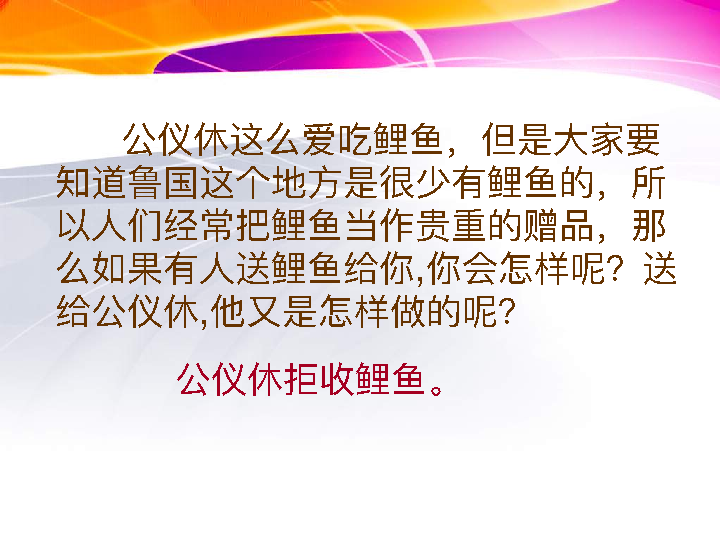 公仪休这么爱吃鲤鱼，但是大家要
知道鲁国这个地方是很少有鲤鱼的，所
以人们经常把鲤鱼当作贵重的赠品，那
么如果有人送鲤鱼给你,你会怎样呢？送
给公仪休,他又是怎样做的呢?
公仪休拒收鲤鱼。